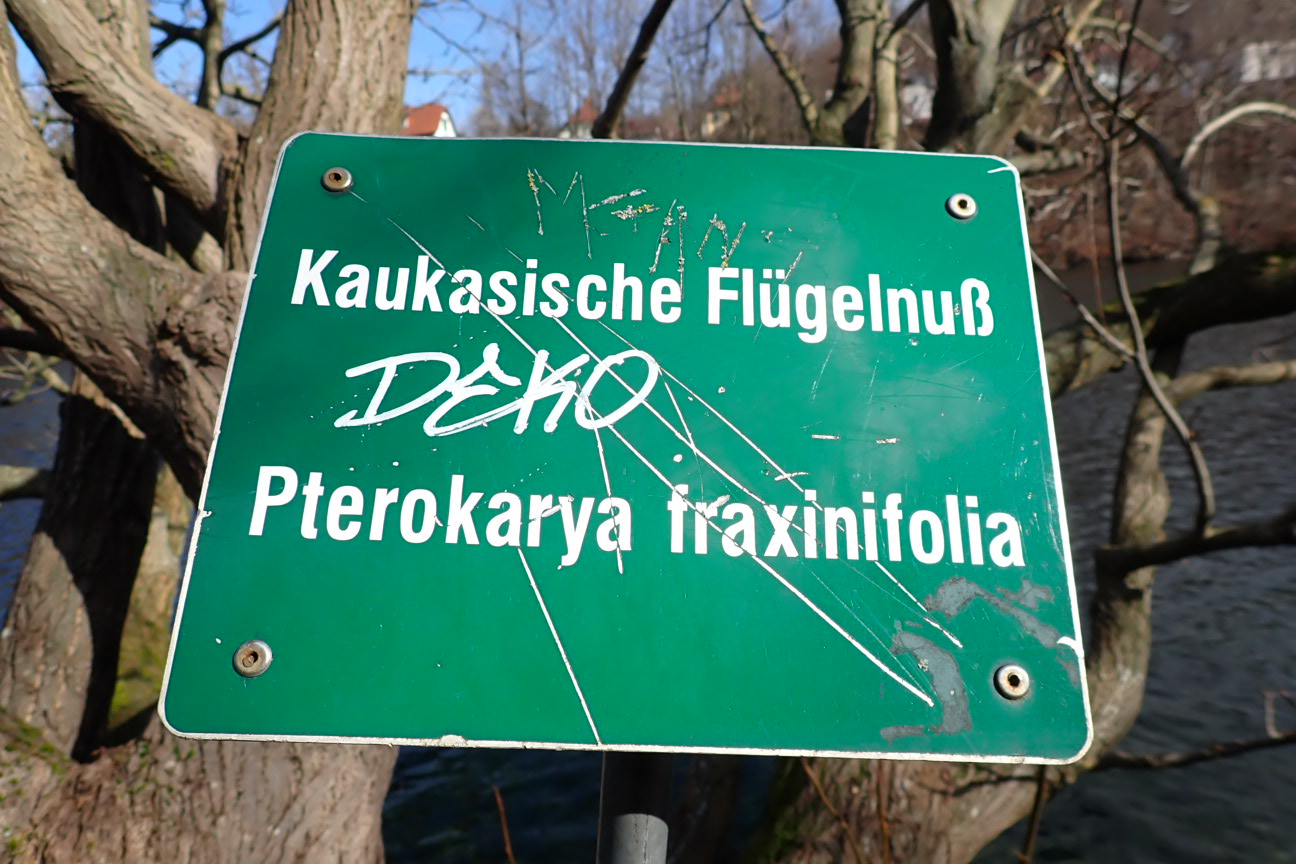 Kaukasische Flügelnuß
DEKO
Pterokarya fraxinifolia